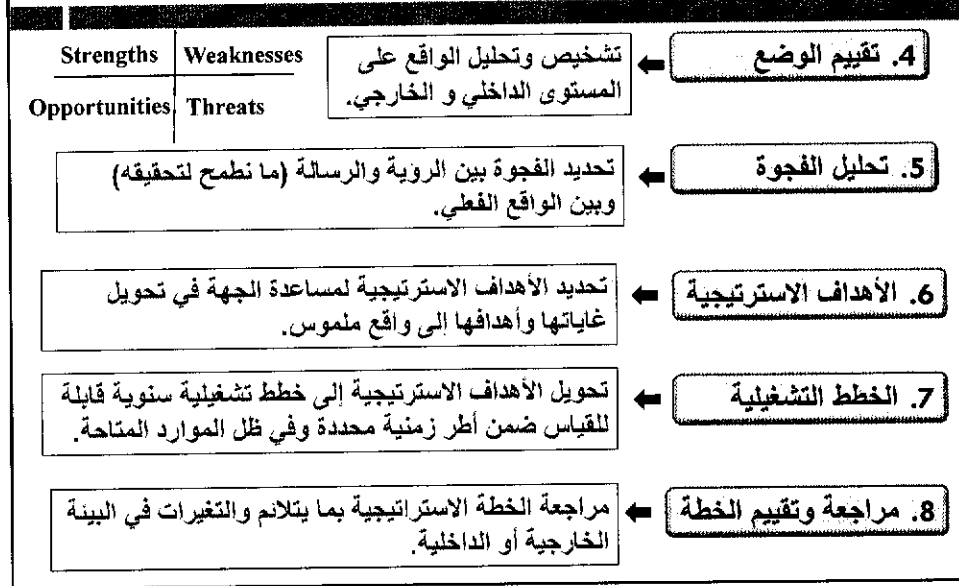 4. تقييم الوضع
تشخيص وتحليل الواقع على
المستوى الداخلي و الخارجي.
Strengths Weaknesses
Opportunities Threats
5. تحليل الفجوة
تحديد الفجوة بين الرؤية والرسالة (ما نطمح لتحقيقه)
وبين الواقع الفعلي.
6. الأهداف الاسترتيجية
تحديد الأهداف الاسترتيجية لمساعدة الجهة في تحويل
غاياتها وأهدافها إلى واقع ملموس.
7. الخطط التشغيلية
تحويل الأهداف الاسترتيجية إلى خطط تشغيلية سنوية قابلة
للقياس ضمن أطر زمنية محددة وفي ظل الموارد المتاحة.
8. مراجعة وتقييم الخطة
مراجعة الخطة الاستراتيجية بما يتلائم والتغيرات في البيئة
الخارجية أو الداخلية.